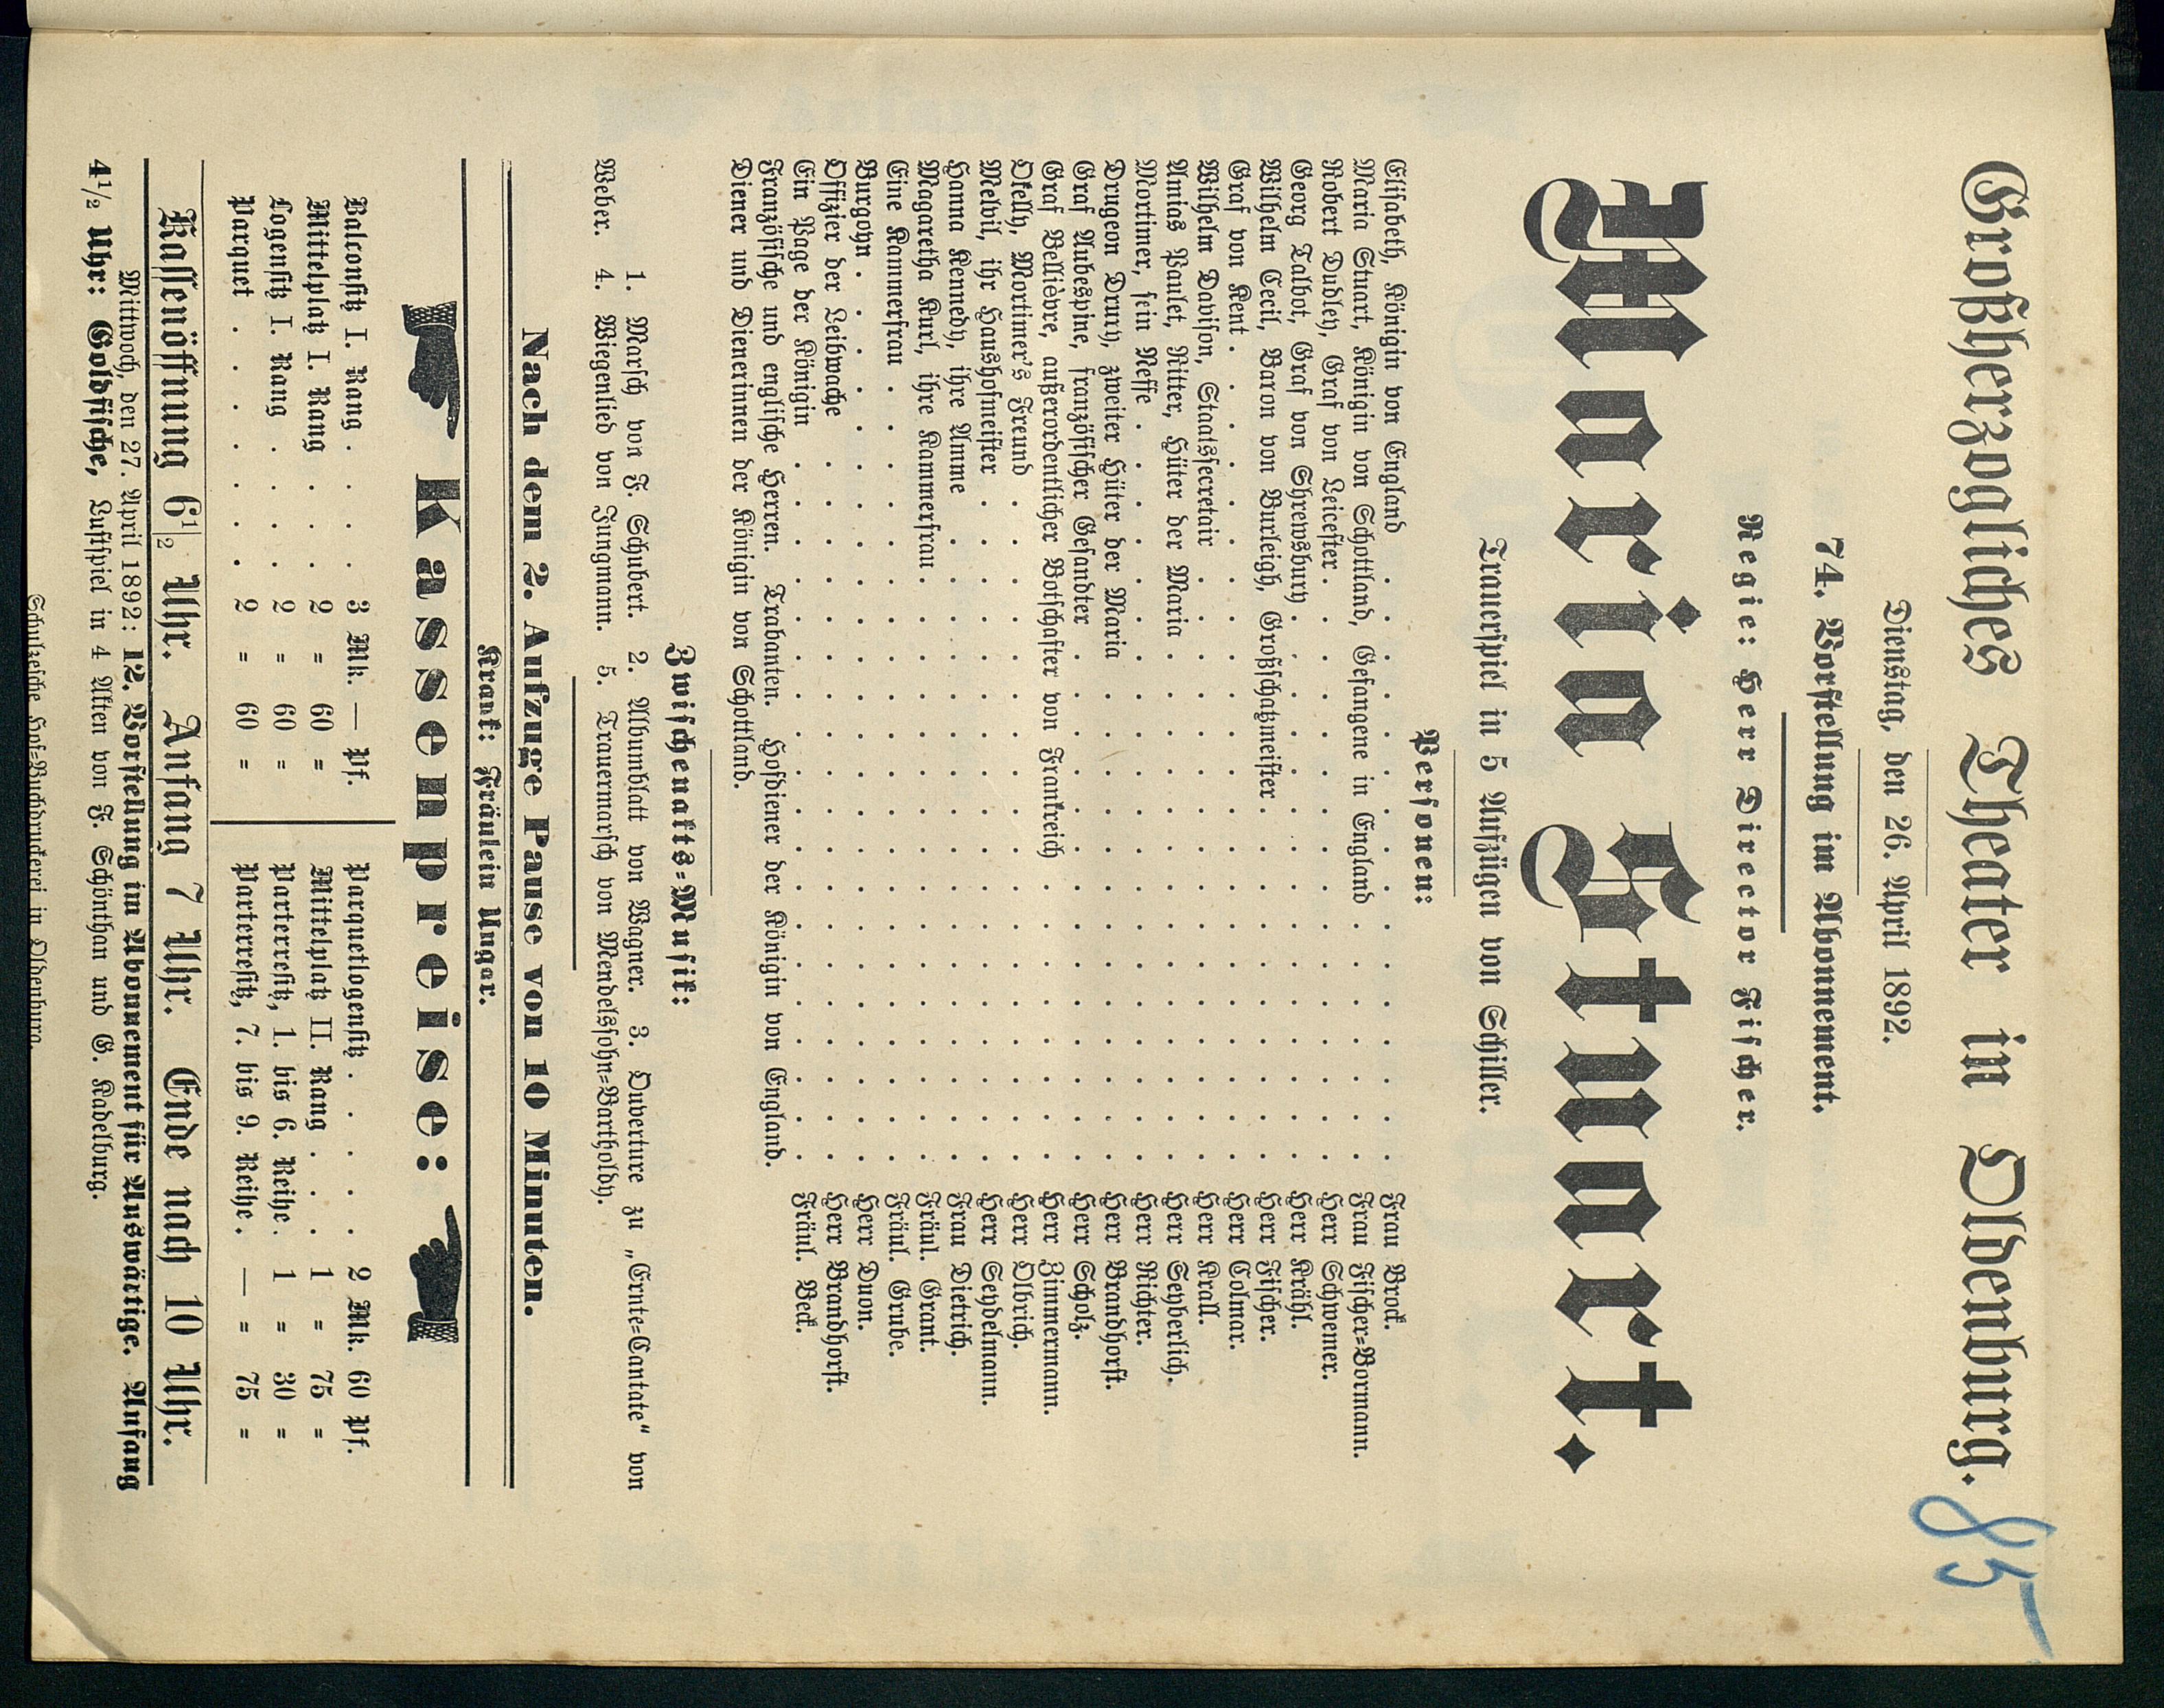 85
Großherzogliches Theater in Oldenburg.
Dienstag, den 26. April 1892.
74. Vorstellung im Abonnement.
Regie: Herr Director Fischer.
Maria Stuart.
Trauerspiel in 5 Aufzügen von Schiller.
Personen:
Elisabeth, Königin von England . . . . . . . . . . . . . . . Frau Brock.
Maria Stuart, Königin von Schottland, Gefangene in England . . . . . . . Frau Fischer-Bormann.
Robert Dudley, Graf von Leicester . . . . . . . . . . . . . . . Herr Schwemer.
Georg Talbot, Graf von Shrewsbury . . . . . . . . . . . . . . . Herr Krähl.
Wilhelm Cecil, Baron von Burleigh, Großschatzmeister . . . . . . . . . . Herr Fischer.
Graf von Kent . . . . . . . . . . . . . . . . . . . . . Herr Colmar.
Wilhelm Davison, Staatssecretair . . . . . . . . . . . . . . . . Herr Krall.
Amias Paulet, Ritter, Hüter der Maria . . . . . . . . . . . . . . Herr Seyberlich.
Mortimer, sein Neffe . . . . . . . . . . . . . . . . . . . Herr Richter.
Drugeon Drury, zweiter Hüter der Maria . . . . . . . . . . . . . Herr Brandhorst.
Graf Aubespine, französischer Gesandter . . . . . . . . . . . . . . Herr Scholz.
Graf Bellièvre, außerordentlicher Botschafter von Frankreich . . . . . . . . Herr Zimmermann.
Okelly, Mortimer's Freund . . . . . . . . . . . . . . . . . . Herr Olbrich.
Melvil, ihr Haushofmeister . . . . . . . . . . . . . . . . . . Herr Seydelmann.
Hanna Kennedy, ihre Amme . . . . . . . . . . . . . . . . . Frau Dietrich.
Magaretha Kurl, ihre Kammerfrau . . . . . . . . . . . . . . . . Fräul. Grant.
Eine Kammerfrau . . . . . . . . . . . . . . . . . . . . . Fräul. Grube.
Burgoyn . . . . . . . . . . . . . . . . . . . . . . . . Herr Duon.
Offizier der Leibwache . . . . . . . . . . . . . . . . . . . Herr Brandhorst.
Ein Page der Königin . . . . . . . . . . . . . . . . . . . Fräul. Beck.
Französische und englische Herren. Trabanten. Hofdiener der Königin von England.
Diener und Dienerinnen der Königin von Schottland.
Zwischenakts-Musik:
1. Marsch von F. Schubert. 2. Albumblatt von Wagner. 3. Ouverture zu „Ernte-Cantate“ von
Weber. 4. Wiegenlied von Jungmann. 5. Trauermarsch von Mendelssohn-Bartholdy.
Nach dem 2. Aufzuge Pause von 10 Minuten.
Krank: Fräulein Ungar.
Kassenpreise:
Balconsitz I. Rang . . . . 3 Mk. — Pf.
Mittelplatz I. Rang . . . 2 = 60 =
Logensitz I. Rang . . . . 2 = 60 =
Parquet . . . . . . . 2 = 60 =
Parquetlogensitz . . . . . 2 Mk. 60 Pf.
Mittelplatz II. Rang . . . 1 = 75 =
Parterresitz, 1. bis 6. Reihe . 1 = 30 =
Parterresitz, 7. bis 9. Reihe . — = 75 =
Kassenöffnung 6 1/2 Uhr. Anfang 7 Uhr. Ende nach 10 Uhr.
Mittwoch, den 27. April 1892: 12. Vorstellung im Abonnement für Auswärtige. Anfang
4 1/2 Uhr: Goldfische, Lustspiel in 4 Akten von F. Schönthan und G. Kadelburg.
Schulzesche Hof-Buchdruckerei in Oldenburg.